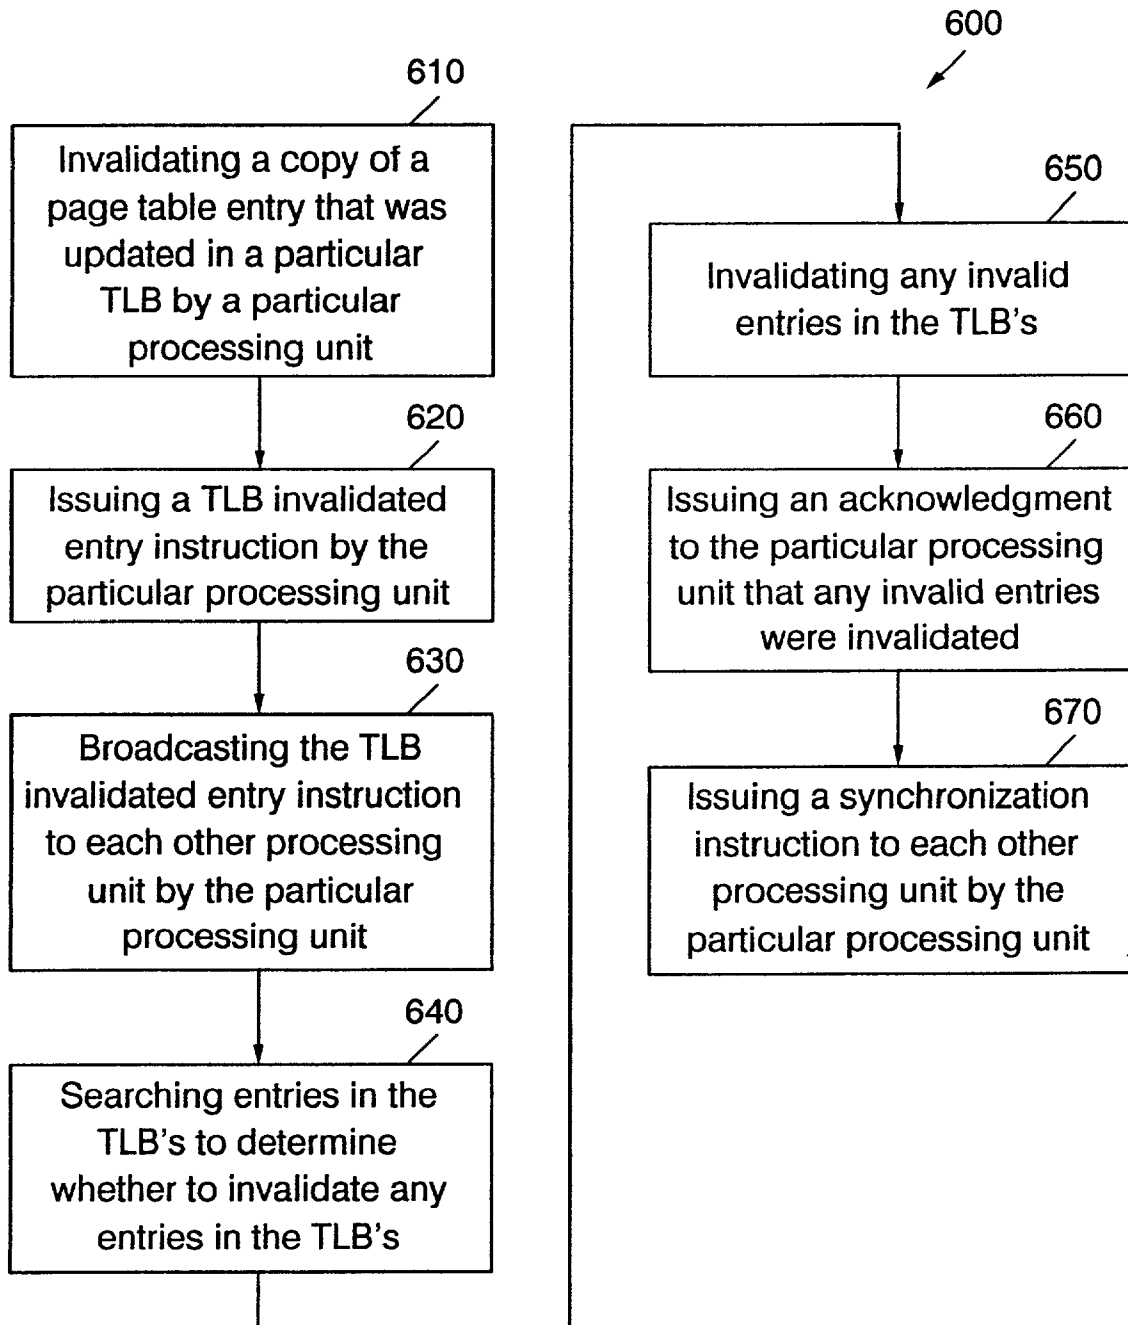 600
610
Invalidating a copy of a
page table entry that was
updated in a particular
TLB by a particular
processing unit
620
Issuing a TLB invalidated
entry instruction by the
particular processing unit
630
Broadcasting the TLB
invalidated entry instruction
to each other processing
unit by the particular
processing unit
640
Searching entries in the
TLB's to determine
whether to invalidate any
entries in the TLB's
650
Invalidating any invalid
entries in the TLB's
660
Issuing an acknowledgment
to the particular processing
unit that any invalid entries
were invalidated
670
Issuing a synchronization
instruction to each other
processing unit by the
particular processing unit